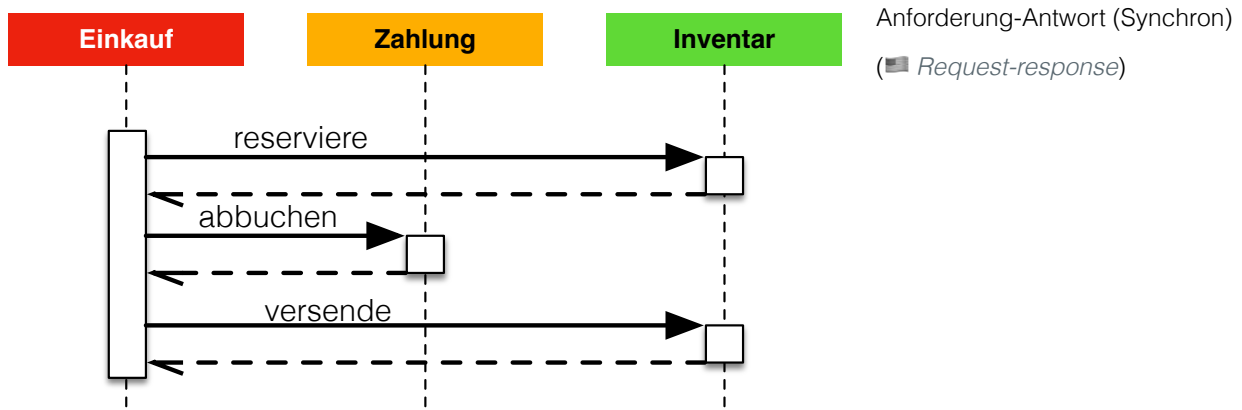 Einkauf
Zahlung
Inventar
Anforderung-Antwort (Synchron)
(🇺🇸 Request-response)
reserviere
abbuchen
versende